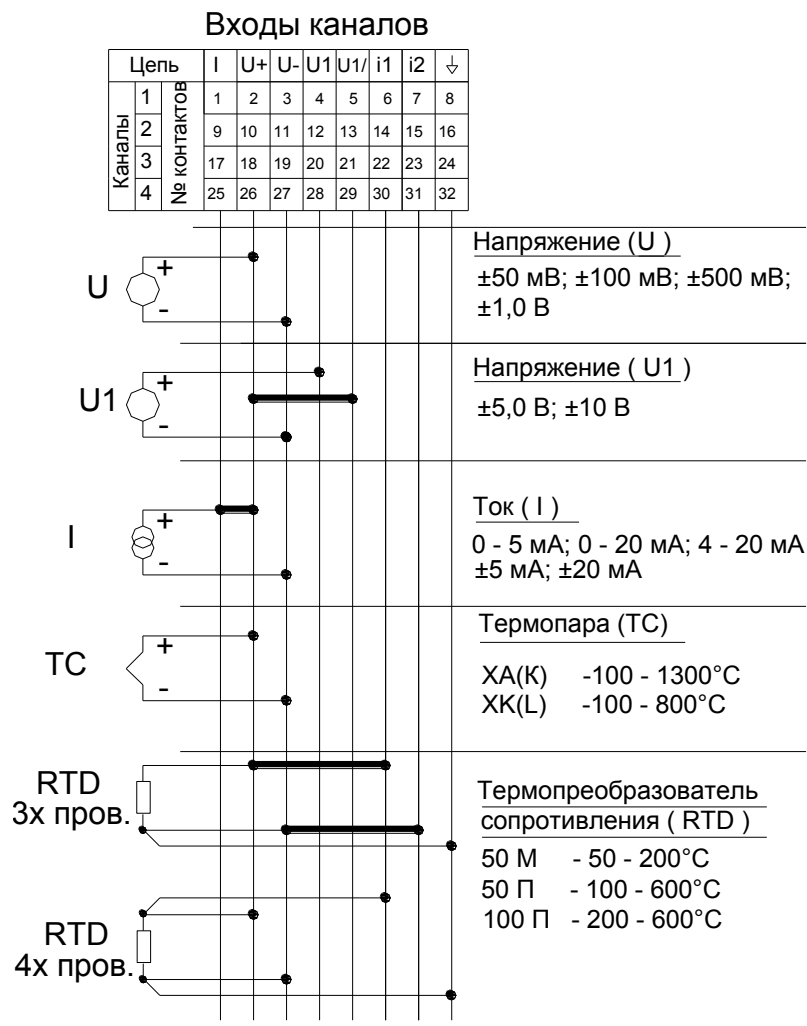 Входы каналов
Цепь I U+ U- U1 U1/ i1 i2
Каналы
№ контактов
1 1 2 3 4 5 6 7 8
2 9 10 11 12 13 14 15 16
3 17 18 19 20 21 22 23 24
4 25 26 27 28 29 30 31 32
U
+
-
Напряжение (U )
±50 мВ; ±100 мВ; ±500 мВ;
±1,0 В
U1
+
-
Напряжение ( U1 )
±5,0 В; ±10 В
I
+
-
Ток ( I )
0 - 5 мА; 0 - 20 мА; 4 - 20 мА
±5 мА; ±20 мА
TC
+
-
Термопара (ТС)
ХА(К) -100 - 1300°С
ХК(L) -100 - 800°С
RTD
3х пров.
Термопреобразователь
сопротивления ( RTD )
50 М - 50 - 200°С
50 П - 100 - 600°С
100 П - 200 - 600°С
RTD
4х пров.